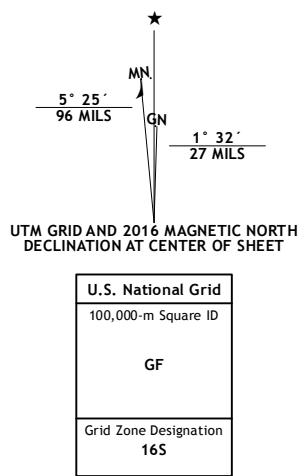 MN.
5° 25´
96 MILS
GN
1° 32´
27 MILS
UTM GRID AND 2016 MAGNETIC NORTH
DECLINATION AT CENTER OF SHEET
U.S. National Grid
100,000-m Square ID
GF
Grid Zone Designation
16S